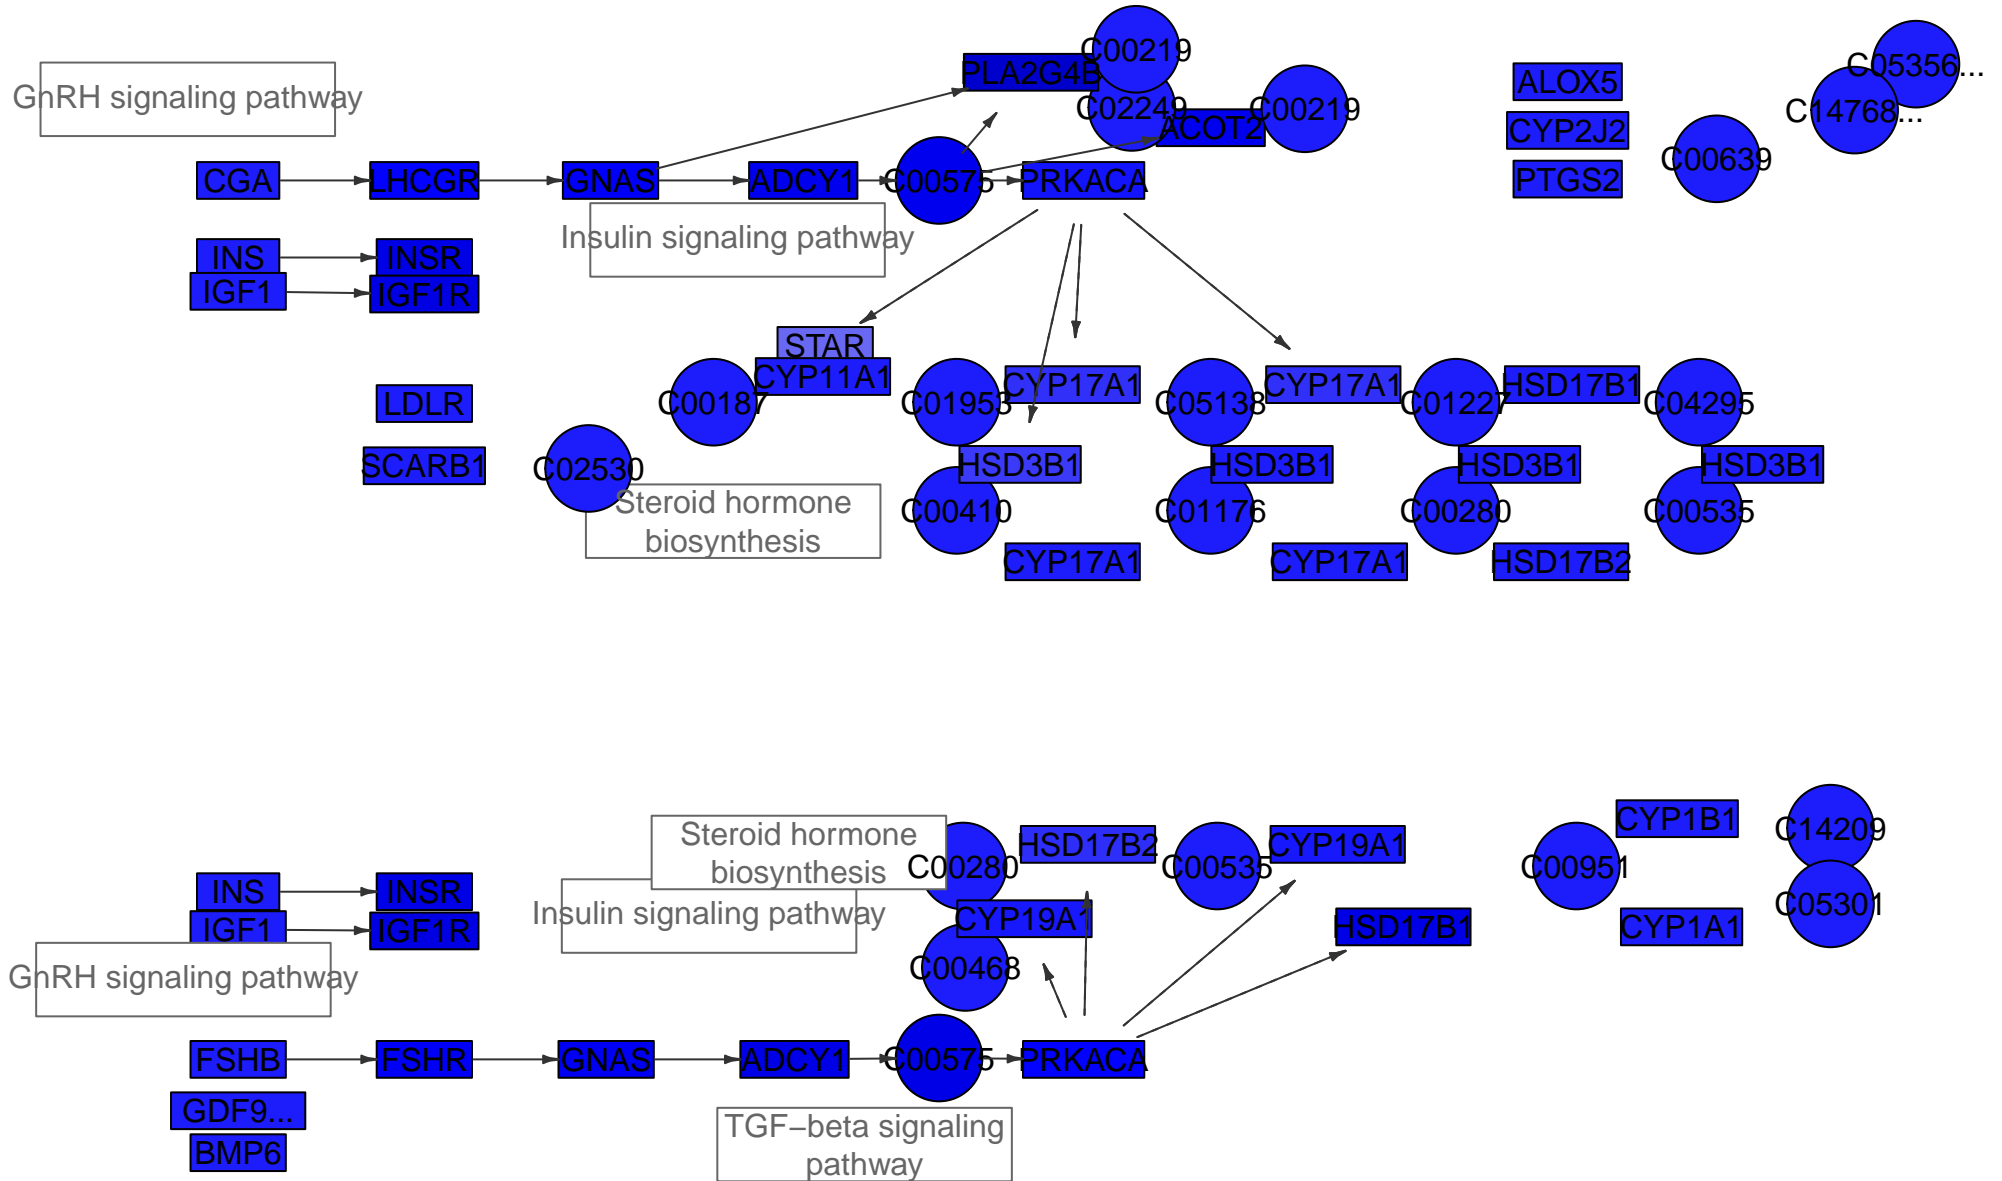 C00219
C05356...
PLA2G4B
ALOX5
GnRH signaling pathway
C02249
C00219
C14768...
ACOT2
CYP2J2
C00639
CGA
LHCGR
GNAS
ADCY1
C00575
PRKACA
PTGS2
Insulin signaling pathway
INS
INSR
IGF1
IGF1R
STAR
CYP11A1
CYP17A1
CYP17A1
HSD17B1
LDLR
C00187
C01953
C05138
C01227
C04295
SCARB1
C02530
HSD3B1
HSD3B1
HSD3B1
HSD3B1
Steroid hormone
biosynthesis
C00410
C01176
C00280
C00535
CYP17A1
CYP17A1
HSD17B2
CYP1B1
C14209
Steroid hormone
biosynthesis
HSD17B2
CYP19A1
C00280
C00535
C00951
INS
INSR
C05301
Insulin signaling pathway
CYP19A1
HSD17B1
CYP1A1
IGF1
IGF1R
C00468
GnRH signaling pathway
FSHB
FSHR
GNAS
ADCY1
C00575
PRKACA
GDF9...
TGF−beta signaling
pathway
BMP6